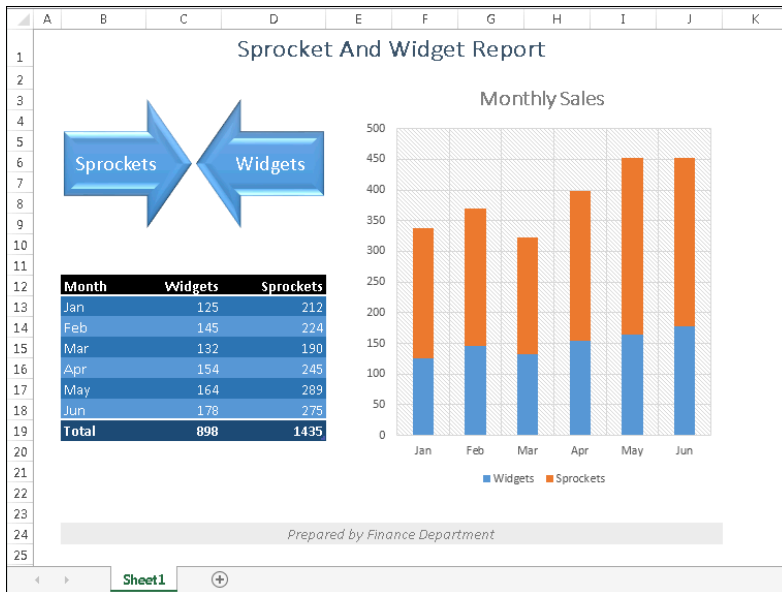 A B C D E F G H I J K
1 Sprocket And Widget Report
2
3 Monthly Sales
4
5
6 Sprockets Widgets
7
8
9
10
11
12 Month Widgets Sprockets
13 Jan 125 212
14 Feb 145 224
15 Mar 132 190
16 Apr 154 245
17 May 164 289
18 Jun 178 275
19 Total 898 1435
20
21
22
23
24 Prepared by Finance Department
25
500
450
400
350
300
250
200
150
100
50
0
Jan Feb Mar Apr May Jun
Widgets Sprockets
Sheet1